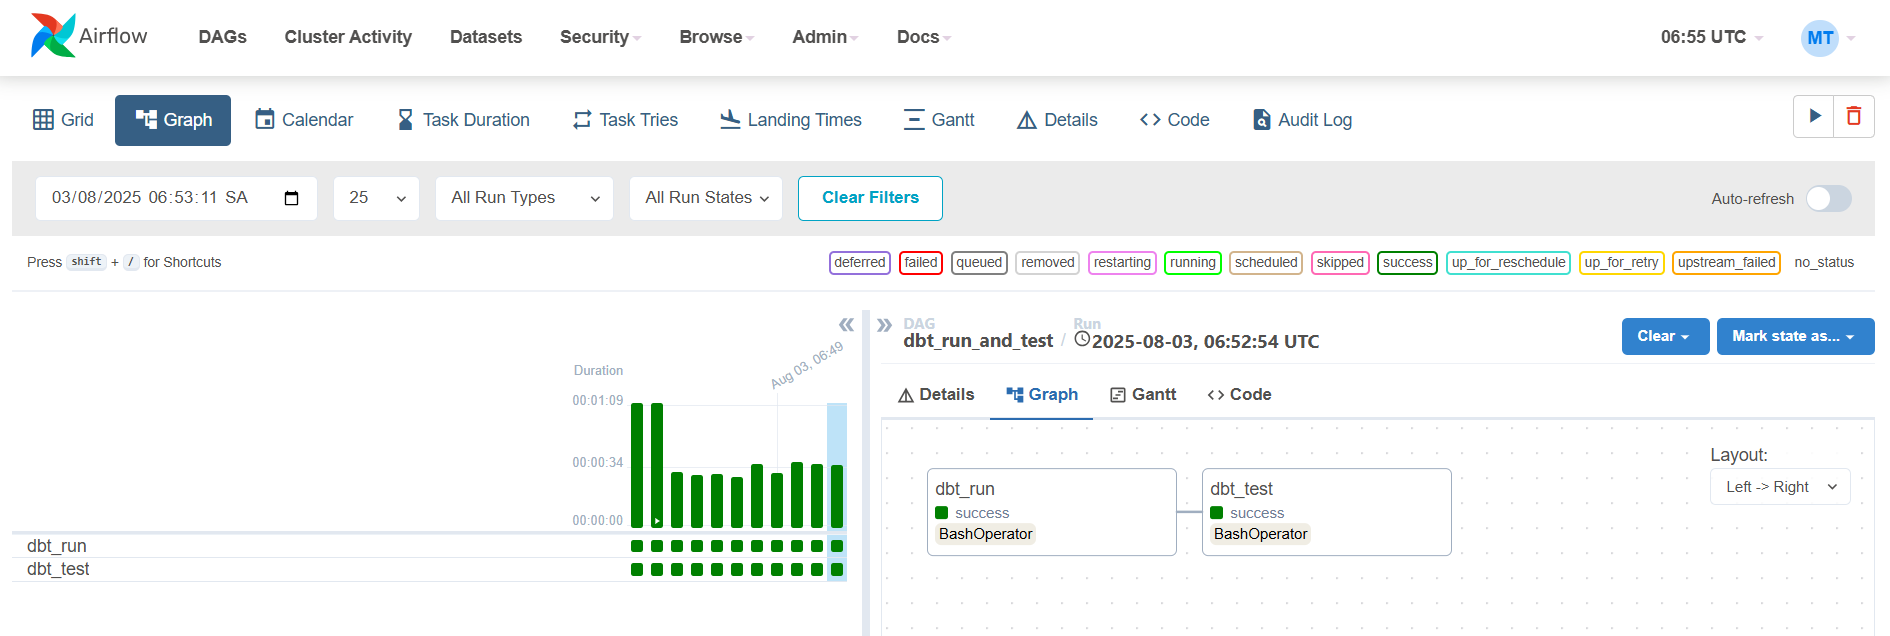 Airflow DAGs Cluster Activity Datasets Security Browse Admin Docs 06:55 UTC MT
Grid Graph Calendar Task Duration Task Tries Landing Times Gantt Details Code Audit Log
03/08/2025 06:53:11 SA 25 All Run Types All Run States Clear Filters Auto-refresh
Press shift + / for Shortcuts deferred failed queued removed restarting running scheduled skipped success up_for_reschedule up_for_retry upstream_failed no_status
DAG Run
dbt_run_and_test / 2025-08-03, 06:52:54 UTC Clear Mark state as...
Aug 03, 06:49
Duration
00:01:09
00:00:34
00:00:00
dbt_run
dbt_test
Details Graph Gantt Code
Layout:
Left -> Right
dbt_run
success
BashOperator
dbt_test
success
BashOperator